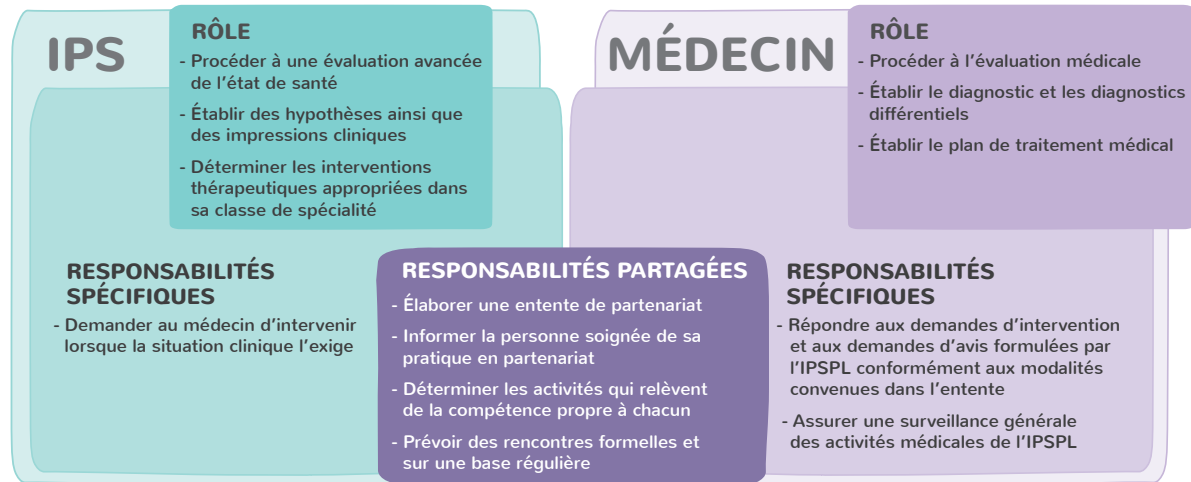 IPS
RÔLE
- Procéder à une évaluation avancée
de l'état de santé
- Établir des hypothèses ainsi que
des impressions cliniques
- Déterminer les interventions
thérapeutiques appropriées dans
sa classe de spécialité
RESPONSABILITÉS
SPÉCIFIQUES
- Demander au médecin d'intervenir
lorsque la situation clinique l'exige
RESPONSABILITÉS PARTAGÉES
- Élaborer une entente de partenariat
- Informer la personne soignée de sa
pratique en partenariat
- Déterminer les activités qui relèvent
de la compétence propre à chacun
- Prévoir des rencontres formelles et
sur une base régulière
MÉDECIN
RÔLE
- Procéder à l'évaluation médicale
- Établir le diagnostic et les diagnostics
différentiels
- Établir le plan de traitement médical
RESPONSABILITÉS
SPÉCIFIQUES
- Répondre aux demandes d'intervention
et aux demandes d'avis formulées par
l'IPSPL conformément aux modalités
convenues dans l'entente
- Assurer une surveillance générale
des activités médicales de l'IPSPL